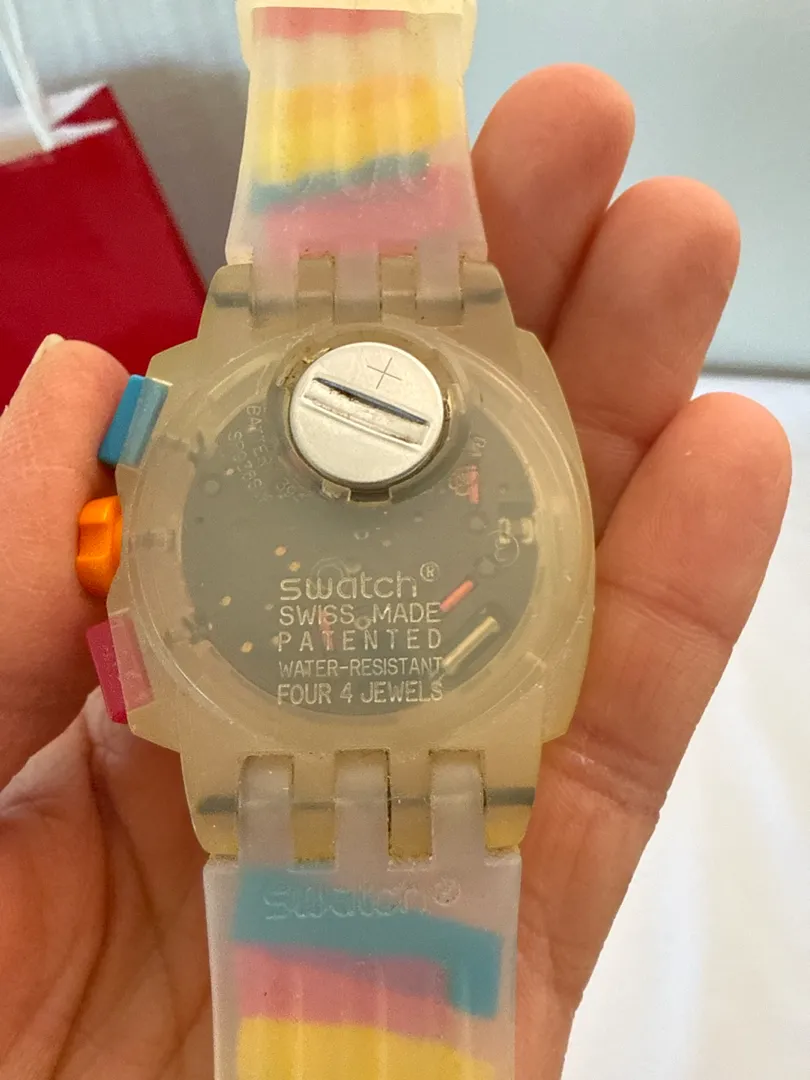 +
swatch®
SWISS MADE
PATENTED
WATER-RESISTANT
FOUR 4 JEWELS
swatch®